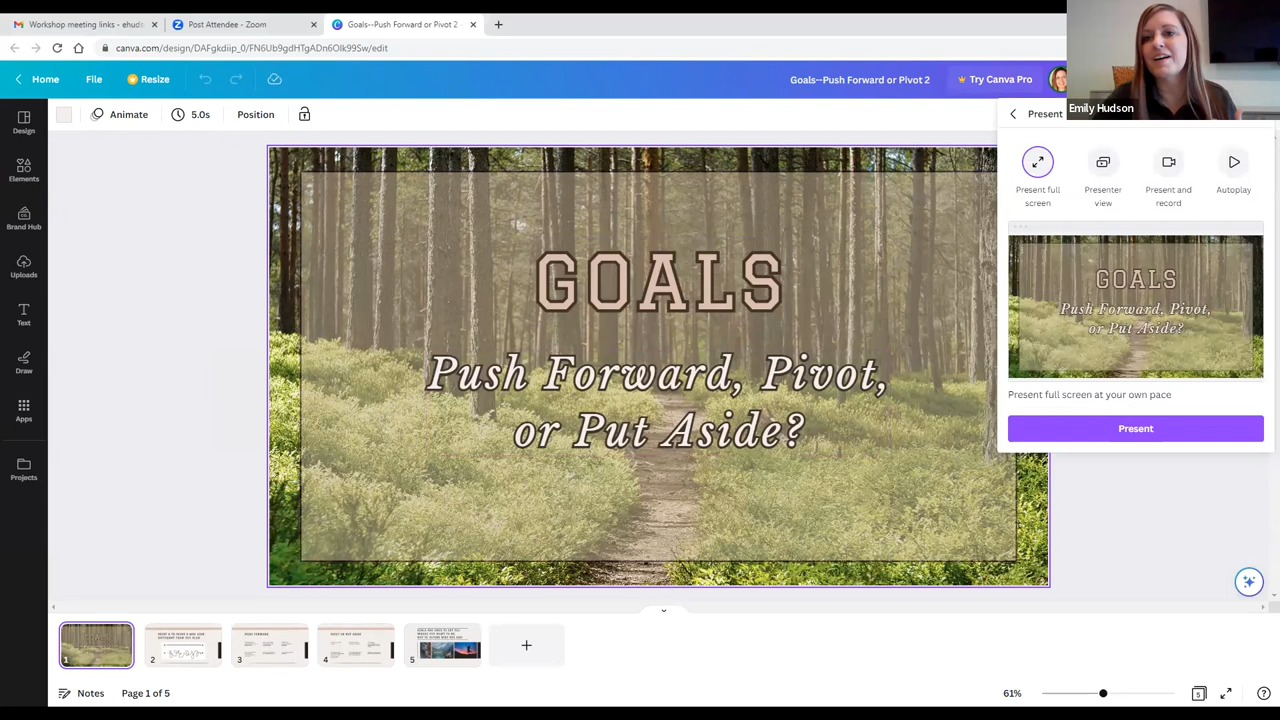 Workshop meeting links - ehuds
Post Attendee - Zoom
Goals--Push Forward or Pivot 2 -
canva.com/design/DAFgkdiip_0/FN6Ub9gdHTgADn6Olk99Sw/edit
Home
File
Resize
Goals--Push Forward or Pivot 2
Try Canva Pro
Emily Hudson
Animate
5.0s
Position
Present
Design
Elements
Brand Hub
Uploads
Text
Draw
Apps
Projects
Present full
screen
Presenter
view
Present and
record
Autoplay
GOALS
Push Forward, Pivot,
or Put Aside?
GOALS
Push Forward, Pivot,
or Put Aside?
Present full screen at your own pace
Present
1
2
PUSH FORWARD
3
4
5
Notes
Page 1 of 5
61%
5